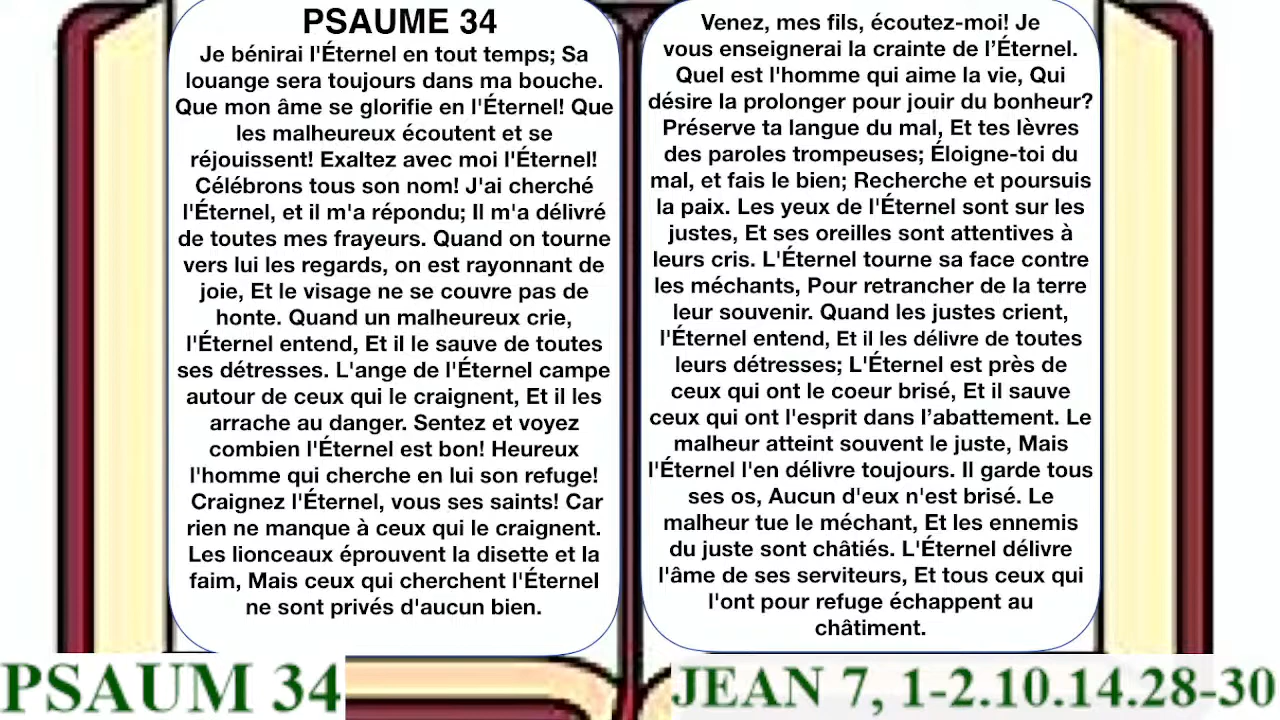 PSAUME 34
Je bénirai l'Éternel en tout temps; Sa
louange sera toujours dans ma bouche.
Que mon âme se glorifie en l'Éternel! Que
les malheureux écoutent et se
réjouissent! Exaltez avec moi l'Éternel!
Célébrons tous son nom! J'ai cherché
l'Éternel, et il m'a répondu; Il m'a délivré
de toutes mes frayeurs. Quand on tourne
vers lui les regards, on est rayonnant de
joie, Et le visage ne se couvre pas de
honte. Quand un malheureux crie,
l'Éternel entend, Et il le sauve de toutes
ses détresses. L'ange de l'Éternel campe
autour de ceux qui le craignent, Et il les
arrache au danger. Sentez et voyez
combien l'Éternel est bon! Heureux
l'homme qui cherche en lui son refuge!
Craignez l'Éternel, vous ses saints! Car
rien ne manque à ceux qui le craignent.
Les lionceaux éprouvent la disette et la
faim, Mais ceux qui cherchent l'Éternel
ne sont privés d'aucun bien.
Venez, mes fils, écoutez-moi! Je
vous enseignerai la crainte de l’Éternel.
Quel est l'homme qui aime la vie, Qui
désire la prolonger pour jouir du bonheur?
Préserve ta langue du mal, Et tes lèvres
des paroles trompeuses; Éloigne-toi du
mal, et fais le bien; Recherche et poursuis
la paix. Les yeux de l'Éternel sont sur les
justes, Et ses oreilles sont attentives à
leurs cris. L'Éternel tourne sa face contre
les méchants, Pour retrancher de la terre
leur souvenir. Quand les justes crient,
l'Éternel entend, Et il les délivre de toutes
leurs détresses; L'Éternel est près de
ceux qui ont le coeur brisé, Et il sauve
ceux qui ont l'esprit dans l’abattement. Le
malheur atteint souvent le juste, Mais
l'Éternel l'en délivre toujours. Il garde tous
ses os, Aucun d'eux n'est brisé. Le
malheur tue le méchant, Et les ennemis
du juste sont châtiés. L'Éternel délivre
l'âme de ses serviteurs, Et tous ceux qui
l'ont pour refuge échappent au
châtiment.
PSAUM 34
JEAN 7, 1-2.10.14.28-30